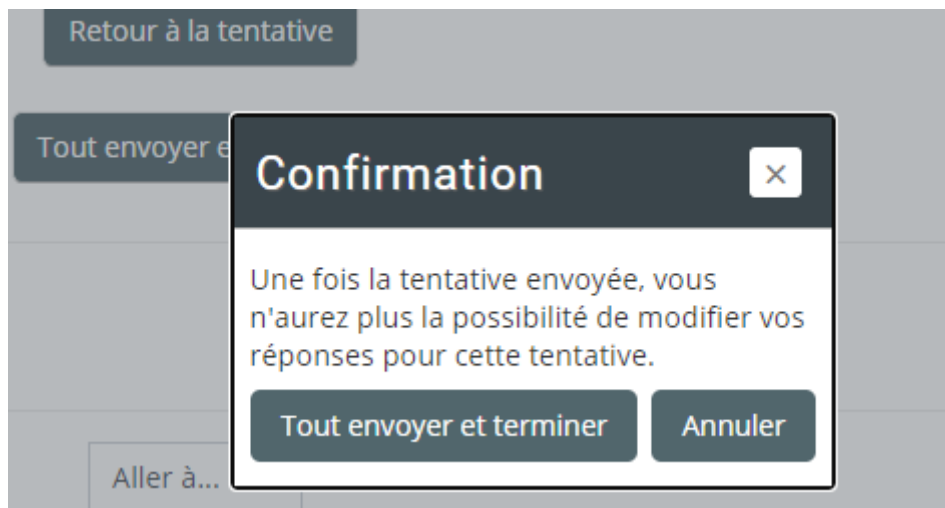 Retour à la tentative
Tout envoyer e
Confirmation
Une fois la tentative envoyée, vous
n'aurez plus la possibilité de modifier vos
réponses pour cette tentative.
Tout envoyer et terminer
Annuler
Aller à...